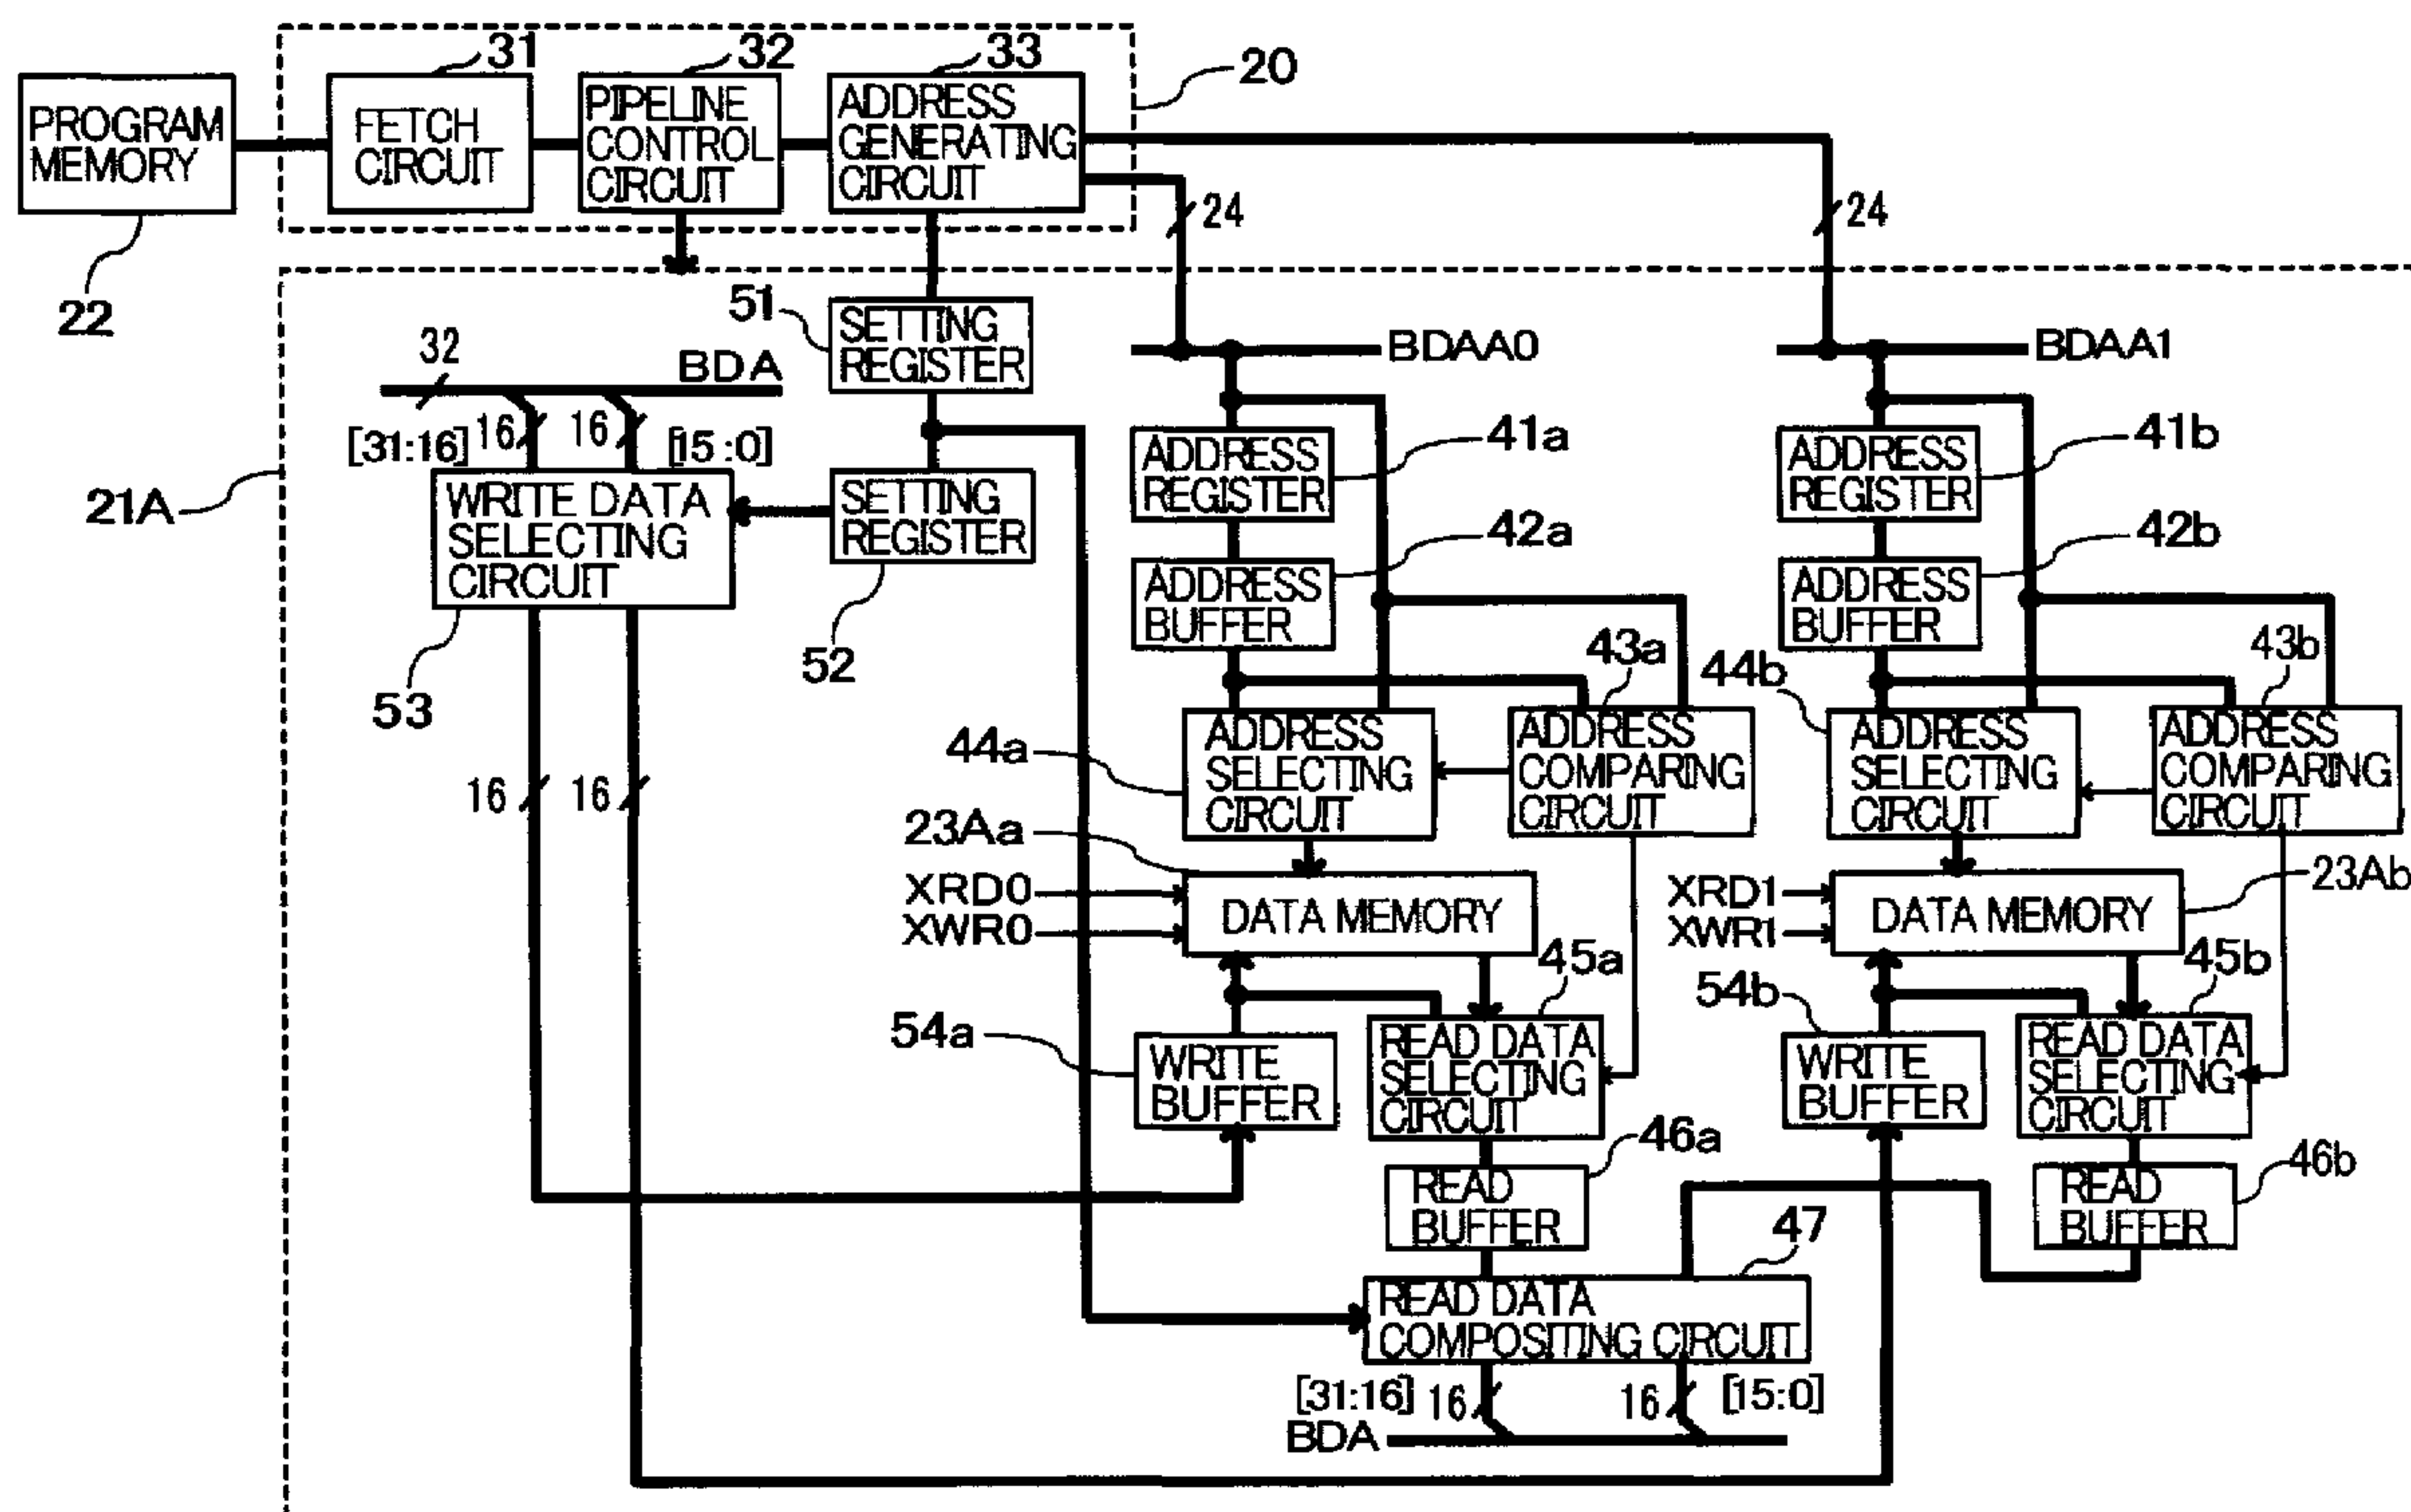 31
32
33
20
PROGRAM
MEMORY
FETCH
CIRCUIT
PIPELINE
CONTROL
CIRCUIT
ADDRESS
GENERATING
CIRCUIT
22
24
24
51
SETTING
REGISTER
BDAA0
BDAA1
32
BDA
[31:16]
16
16
[15:0]
21A
WRITE DATA
SELECTING
CIRCUIT
53
SETTING
REGISTER
52
ADDRESS
REGISTER
41a
ADDRESS
BUFFER
42a
ADDRESS
REGISTER
41b
ADDRESS
BUFFER
42b
43a
44b
43b
44a
ADDRESS
SELECTING
CIRCUIT
ADDRESS
COMPARING
CIRCUIT
ADDRESS
SELECTING
CIRCUIT
ADDRESS
COMPARING
CIRCUIT
16
16
23Aa
XRD0
XWR0
DATA MEMORY
XRD1
XWR1
DATA MEMORY
23Ab
45a
45b
54a
WRITE
BUFFER
READ DATA
SELECTING
CIRCUIT
54b
WRITE
BUFFER
READ DATA
SELECTING
CIRCUIT
46a
READ
BUFFER
46b
READ
BUFFER
47
READ DATA
COMPOSITING CIRCUIT
[31:16]
16
16
[15:0]
BDA